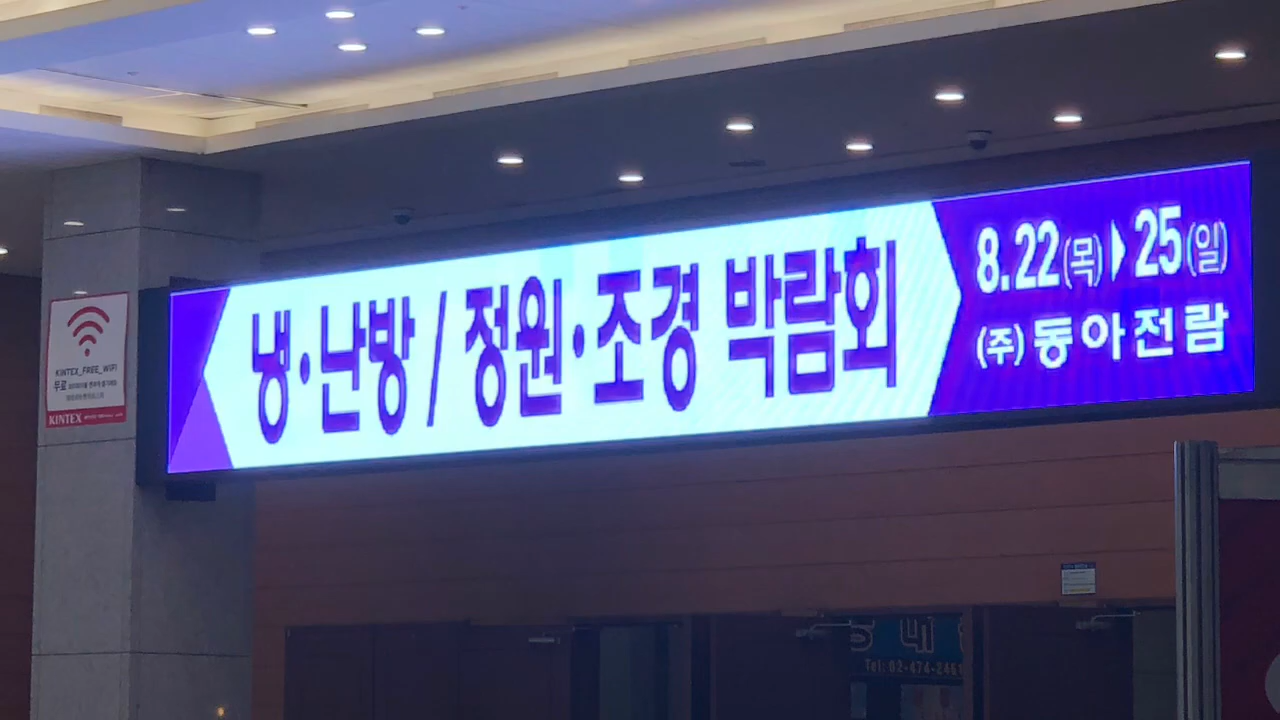 냉·난방 / 정원·조경 박람회
8.22(목)▶25(일)
(주)동아전람
KINTEX_FREE_WIFI
무료
KINTEX
Tel: 02-474-246